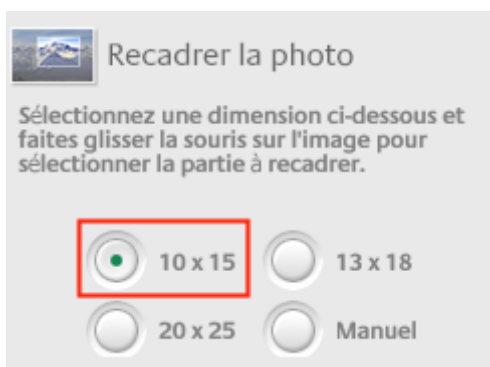 Recadrer la photo
Sélectionnez une dimension ci-dessous et
faites glisser la souris sur l'image pour
sélectionner la partie à recadrer.
10 x 15 13 x 18
20 x 25 Manuel